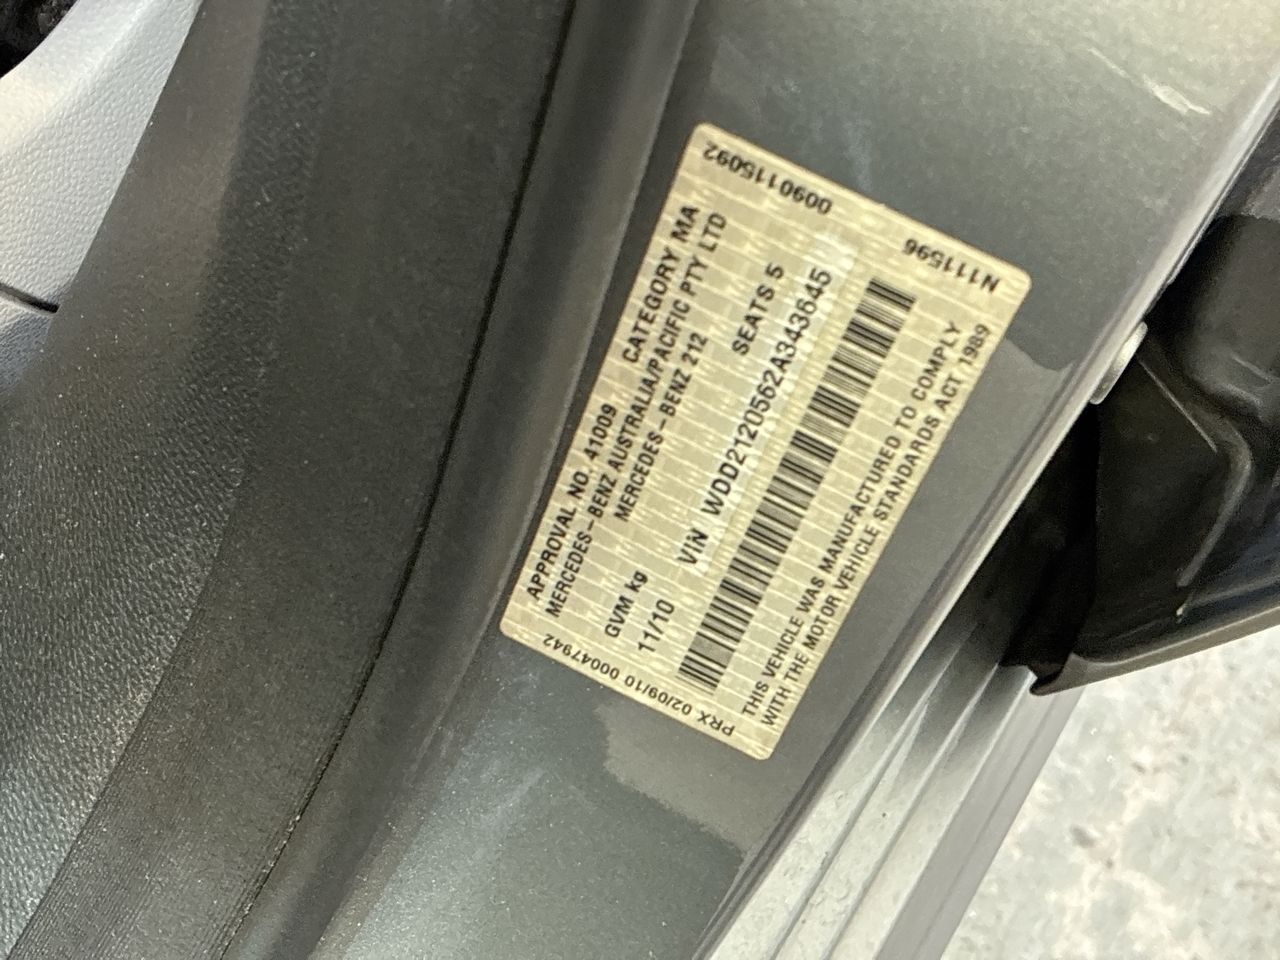 APPROVAL NO. 41009 CATEGORY MA
MERCEDES-BENZ AUSTRALIA/PACIFIC PTY LTD
MERCEDES-BENZ 212
GVM kg SEATS 5
11/10 VIN WDD2120562A343645
THIS VEHICLE WAS MANUFACTURED TO COMPLY
WITH THE MOTOR VEHICLE STANDARDS ACT 1989
PRX 02/09/10 00047942
N111596 0090115092